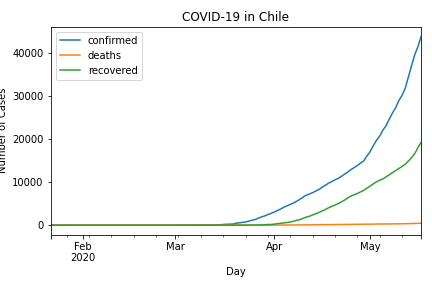 COVID-19 in Chile
confirmed
deaths
recovered
Number of Cases
40000
30000
20000
10000
0
Feb
2020
Mar
Apr
May
Day